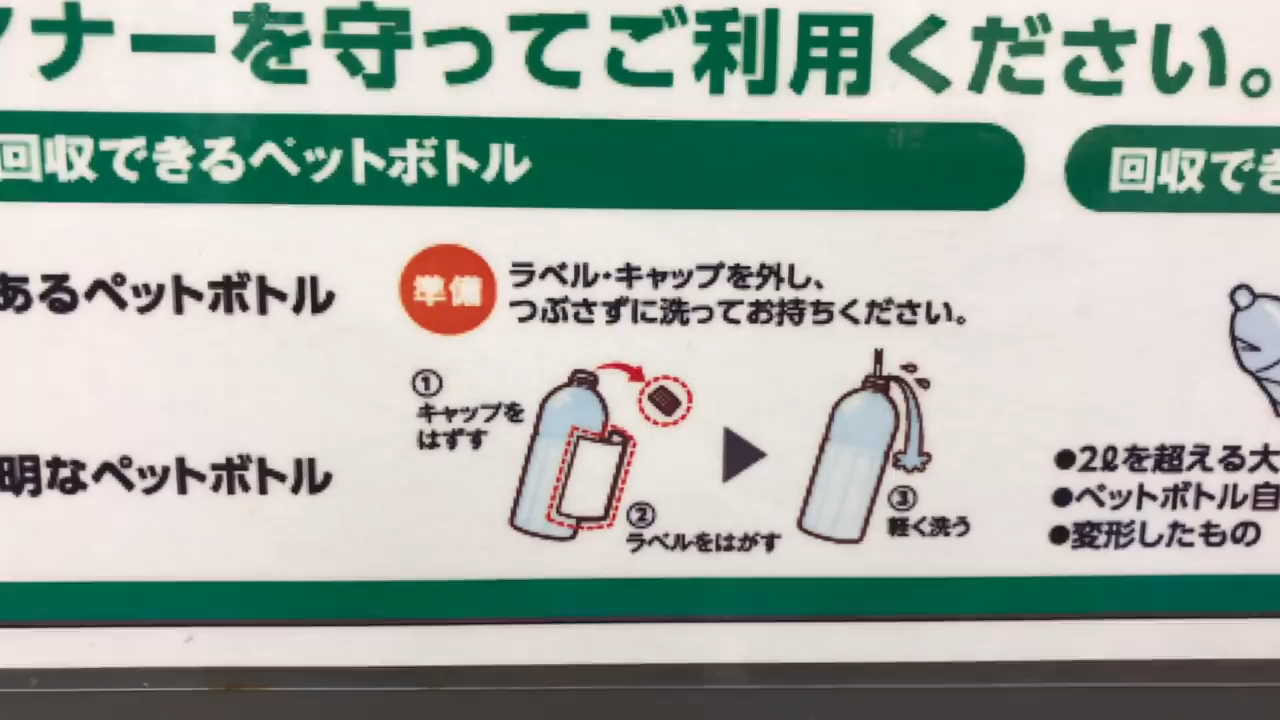 ナーを守ってご利用ください。
回収できるペットボトル
回収でき
あるペットボトル
準備
ラベル・キャップを外し、
つぶさずに洗ってお持ちください。
①
キャップを
はずす
②
ラベルをはがす
③
軽く洗う
明なペットボトル
●2ℓを超える大
●ペットボトル自
●変形したもの